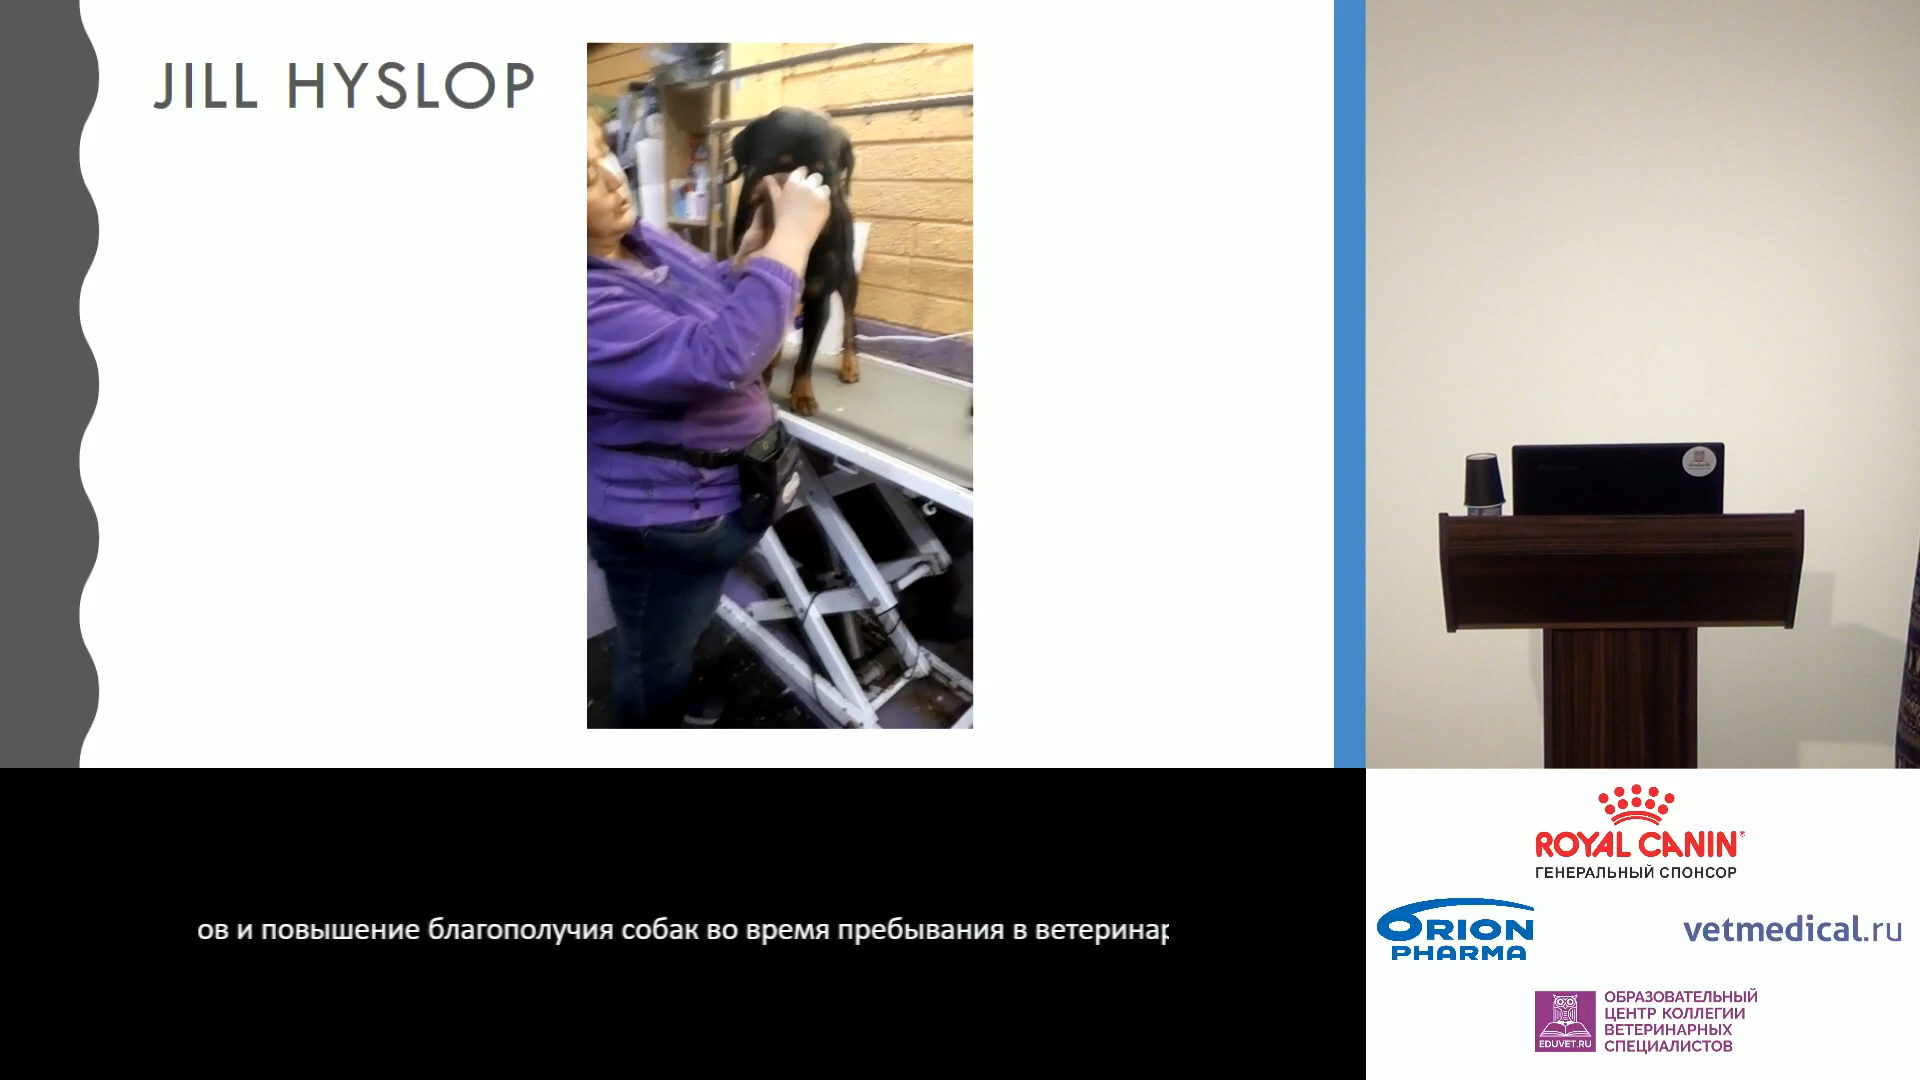 JILL HYSLOP
ов и повышение благополучия собак во время пребывания в ветеринар
ROYAL CANIN
ГЕНЕРАЛЬНЫЙ СПОНСОР
ORION
PHARMA
vetmedical.ru
EDUVET.RU
ОБРАЗОВАТЕЛЬНЫЙ
ЦЕНТР КОЛЛЕГИИ
ВЕТЕРИНАРНЫХ
СПЕЦИАЛИСТОВ